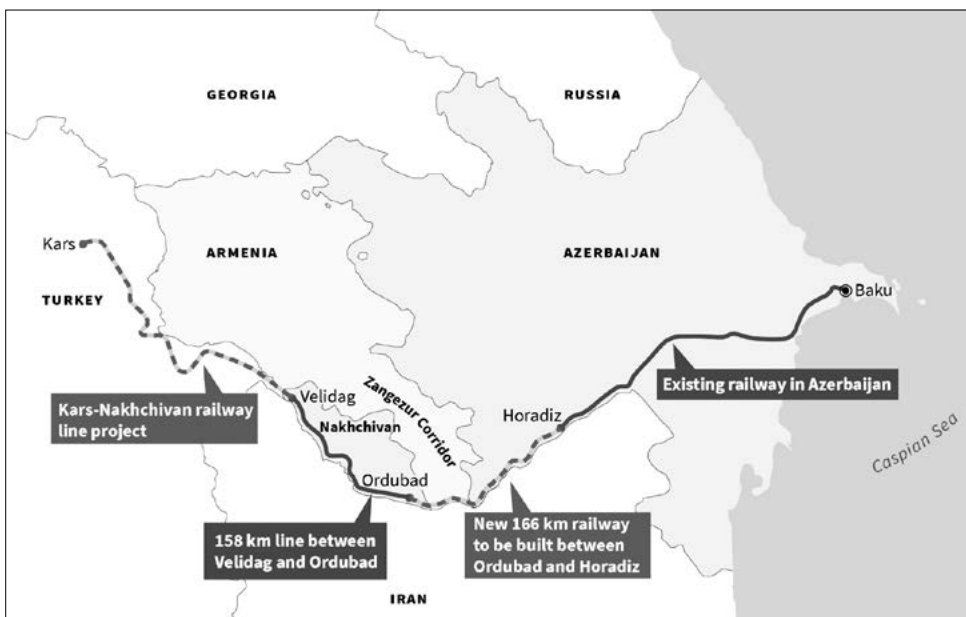 GEORGIA
RUSSIA
Kars
ARMENIA
AZERBAIJAN
TURKEY
Baku
Existing railway in Azerbaijan
Kars-Nakhchivan railway
line project
Velidag
Zangezur Corridor
Horadiz
Nakhchivan
Ordubad
Caspian Sea
158 km line between
Velidag and Ordubad
New 166 km railway
to be built between
Ordubad and Horadiz
IRAN